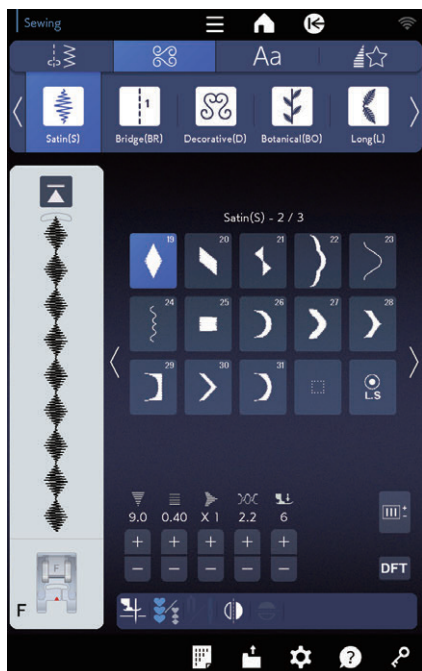 Sewing
Aa
Satin(S)
1
Bridge(BR)
Decorative(D)
Botanical(BO)
Long(L)
Satin(S) - 2 / 3
19
20
21
22
23
24
25
26
27
28
29
30
31
L.S
9.0
0.40
X 1
2.2
6
+
+
+
+
+
−
−
−
−
−
DFT
F
F
?